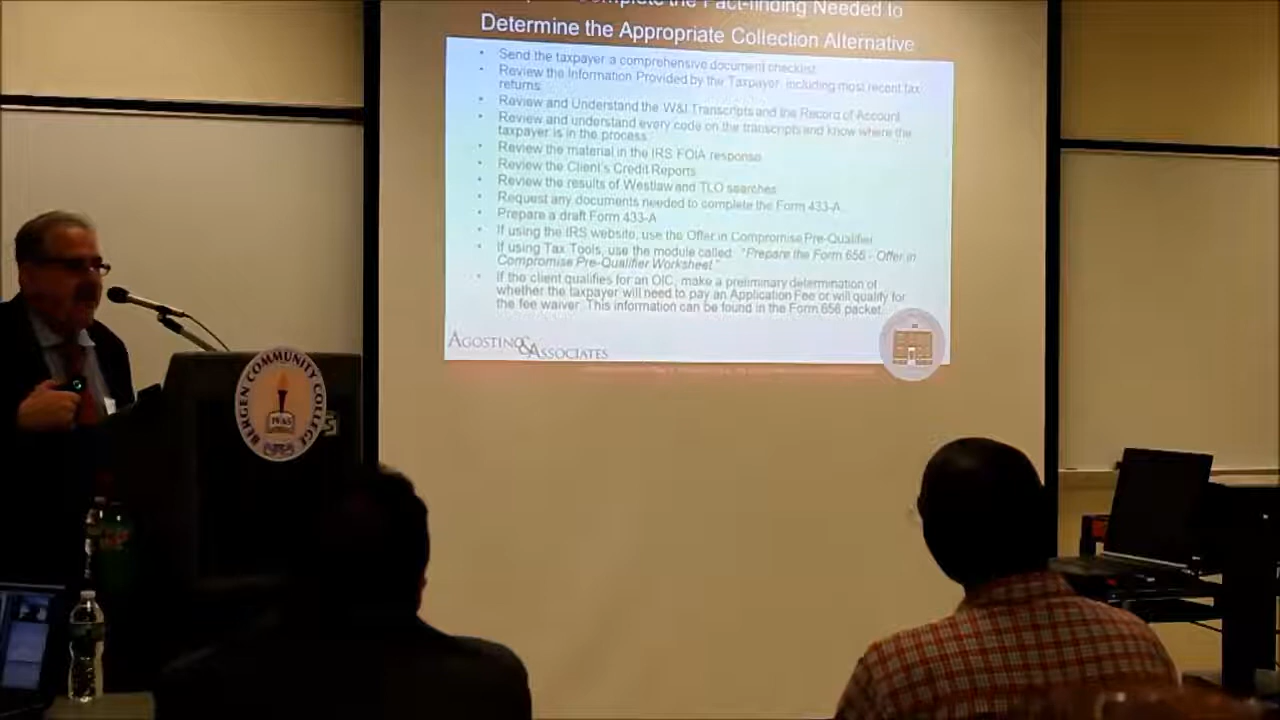 Complete the Fact-finding Needed to
Determine the Appropriate Collection Alternative
• Send the taxpayer a comprehensive document checklist.
• Review the Information Provided by the Taxpayer, including most recent tax
returns.
• Review and Understand the W&I Transcripts and the Record of Account
• Review and understand every code on the transcripts and know where the
taxpayer is in the process.
• Review the material in the IRS FOIA response
• Review the Client's Credit Reports
• Review the results of Westlaw and TLO searches
• Request any documents needed to complete the Form 433-A.
• Prepare a draft Form 433-A
• If using the IRS website, use the Offer in Compromise Pre-Qualifier
• If using Tax Tools, use the module called: "Prepare the Form 656 - Offer in
Compromise Pre-Qualifier Worksheet."
• If the client qualifies for an OIC, make a preliminary determination of
whether the taxpayer will need to pay an Application Fee or will qualify for
the fee waiver. This information can be found in the Form 656 packet.
AGOSTINO & ASSOCIATES
BERGEN COMMUNITY COLLEGE
1965